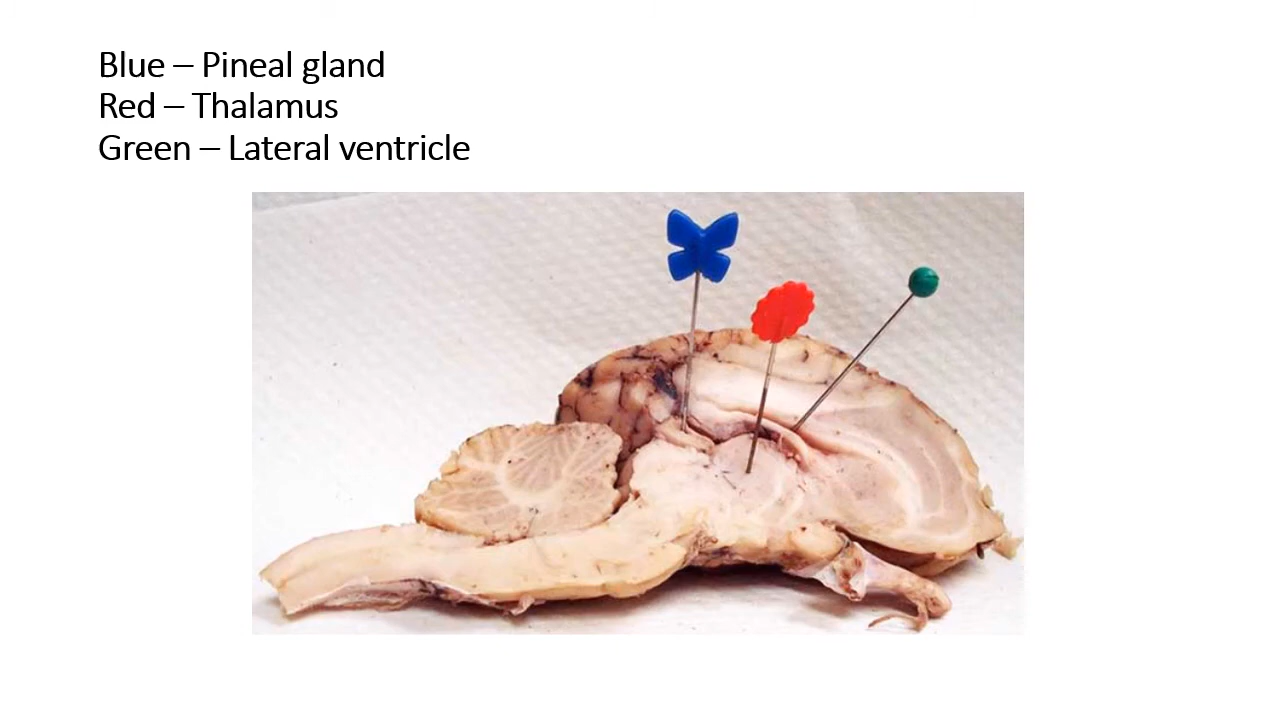 Blue – Pineal gland
Red – Thalamus
Green – Lateral ventricle